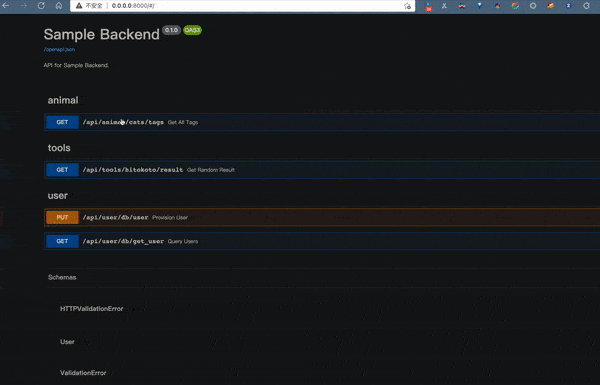 不安全 | 0.0.0.0:8000/#/
Sample Backend 0.1.0 OAS3
/openapi.json
API for Sample Backend.
animal
GET /api/animal/cats/tags Get All Tags
tools
GET /api/tools/hitokoto/result Get Random Result
user
PUT /api/user/db/user Provision User
GET /api/user/db/get_user Query Users
Schemas
HTTPValidationError
User
ValidationError